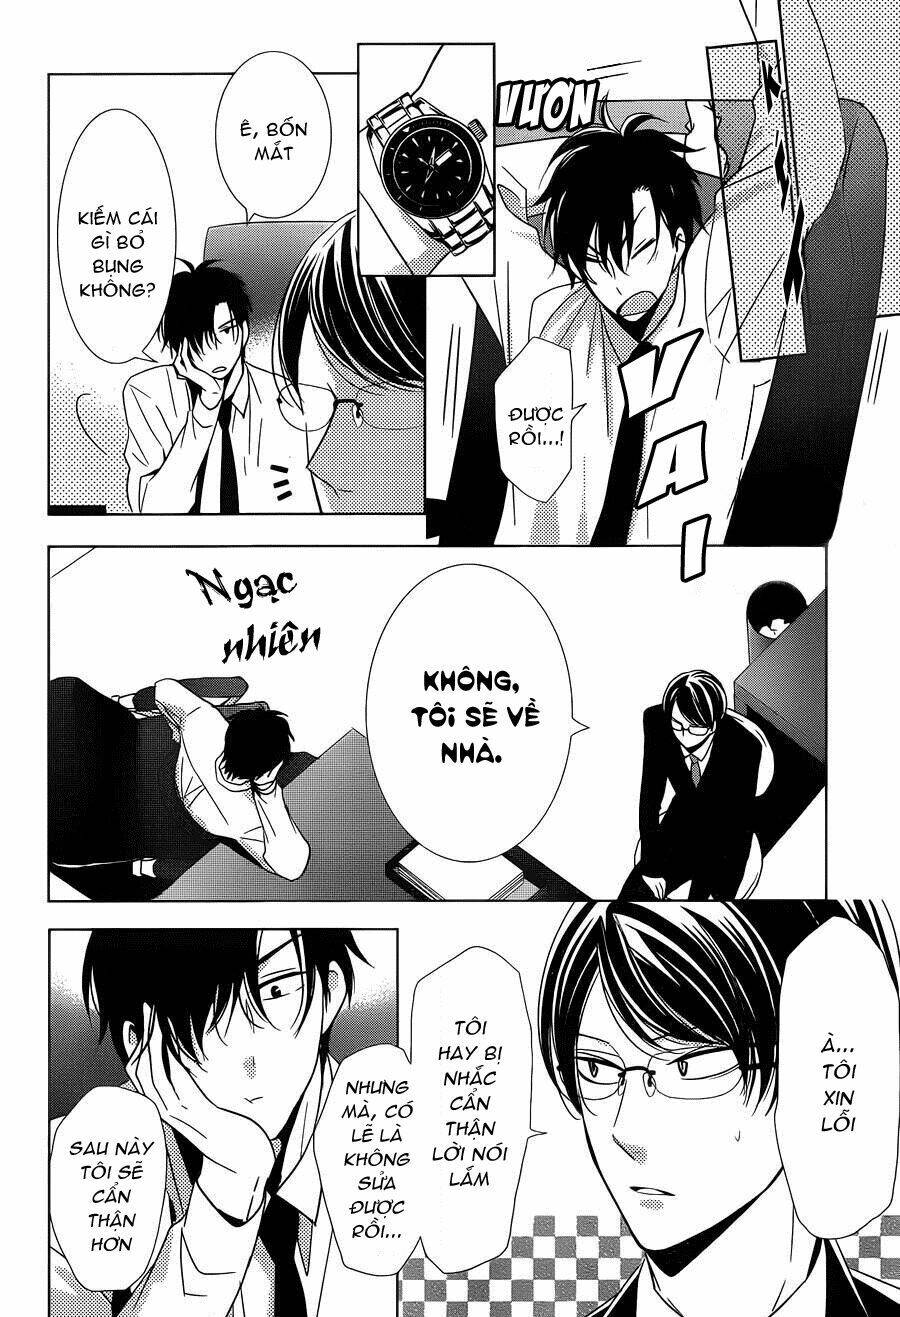 VƯƠN
VAI
ĐƯỢC
RỒI...!
Ê, BỐN
MẮT
KIẾM CÁI
GÌ BỎ
BỤNG
KHÔNG?
KHÔNG,
TÔI SẼ VỀ
NHÀ.
Ngạc
nhiên
À...
TÔI
XIN
LỖI
TÔI
HAY BỊ
NHẮC
CẨN
THẬN
LỜI NÓI
LẮM
NHƯNG
MÀ, CÓ
LẼ LÀ
KHÔNG
SỬA
ĐƯỢC
RỒI...
SAU NÀY
TÔI SẼ
CẨN
THẬN
HƠN